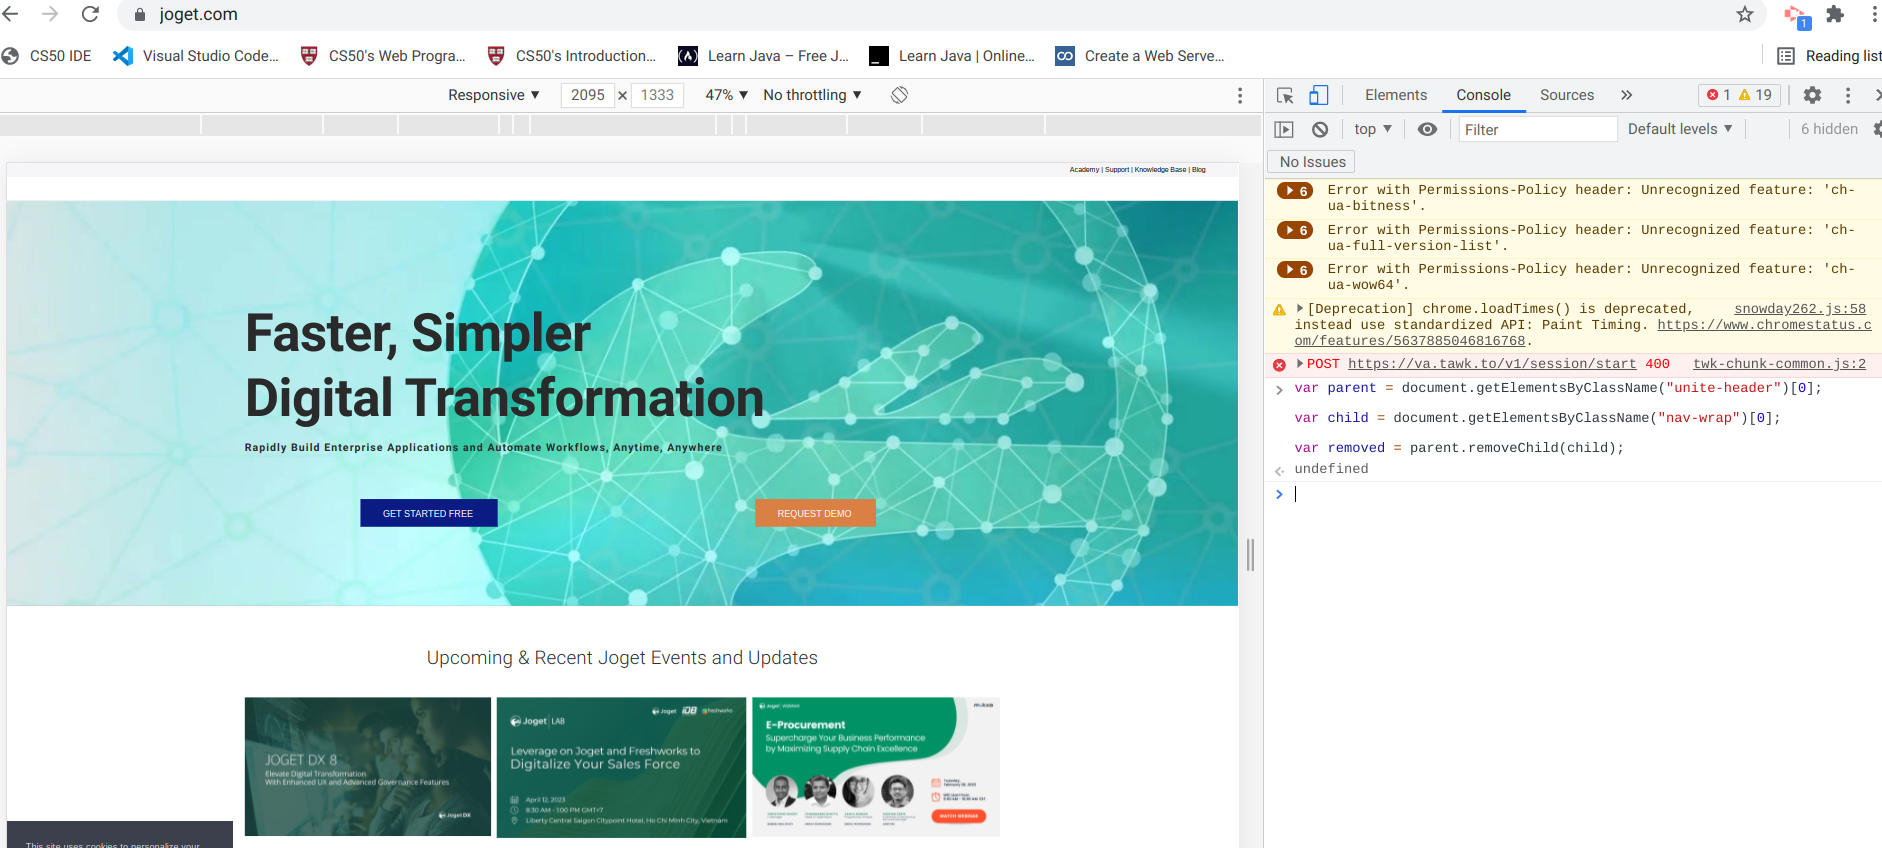 joget.com
CS50 IDE
Visual Studio Code...
CS50's Web Progra...
CS50's Introduction...
Learn Java – Free J...
Learn Java | Online...
Create a Web Serve...
Reading list
Responsive
2095 × 1333
47%
No throttling
Elements
Console
Sources
1
19
top
Filter
Default levels
6 hidden
No Issues
Academy | Support | Knowledge Base | Blog
Faster, Simpler
Digital Transformation
Rapidly Build Enterprise Applications and Automate Workflows, Anytime, Anywhere
GET STARTED FREE
REQUEST DEMO
Upcoming & Recent Joget Events and Updates
JOGET DX 8
Elevate Digital Transformation
With Enhanced UX and Advanced Governance Features
Joget DX
Joget | LAB
Joget iDB freshworks
Leverage on Joget and Freshworks to
Digitalize Your Sales Force
April 12, 2023
8:30 AM - 1:00 PM GMT+7
Liberty Central Saigon Citypoint Hotel, Ho Chi Minh City, Vietnam
E-Procurement
Supercharge Your Business Performance
by Maximizing Supply Chain Excellence
WATCH WEBINAR
This site uses cookies to personalize your
6 Error with Permissions-Policy header: Unrecognized feature: 'ch-
ua-bitness'.
6 Error with Permissions-Policy header: Unrecognized feature: 'ch-
ua-full-version-list'.
6 Error with Permissions-Policy header: Unrecognized feature: 'ch-
ua-wow64'.
[Deprecation] chrome.loadTimes() is deprecated, snowday262.js:58
instead use standardized API: Paint Timing. https://www.chromestatus.c
om/features/5637885046816768.
POST https://va.tawk.to/v1/session/start 400 twk-chunk-common.js:2
var parent = document.getElementsByClassName("unite-header")[0];
var child = document.getElementsByClassName("nav-wrap")[0];
var removed = parent.removeChild(child);
undefined